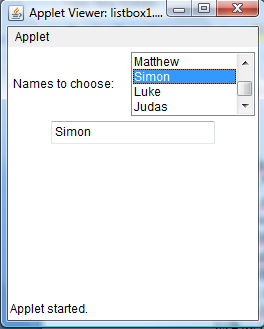 Applet Viewer: listbox1....
Applet
Names to choose:
Matthew
Simon
Luke
Judas
Simon
Applet started.